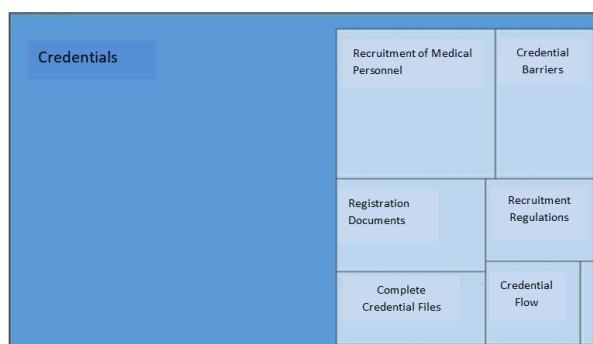 Credentials
Recruitment of Medical
Personnel
Credential
Barriers
Registration
Documents
Recruitment
Regulations
Complete
Credential Files
Credential
Flow